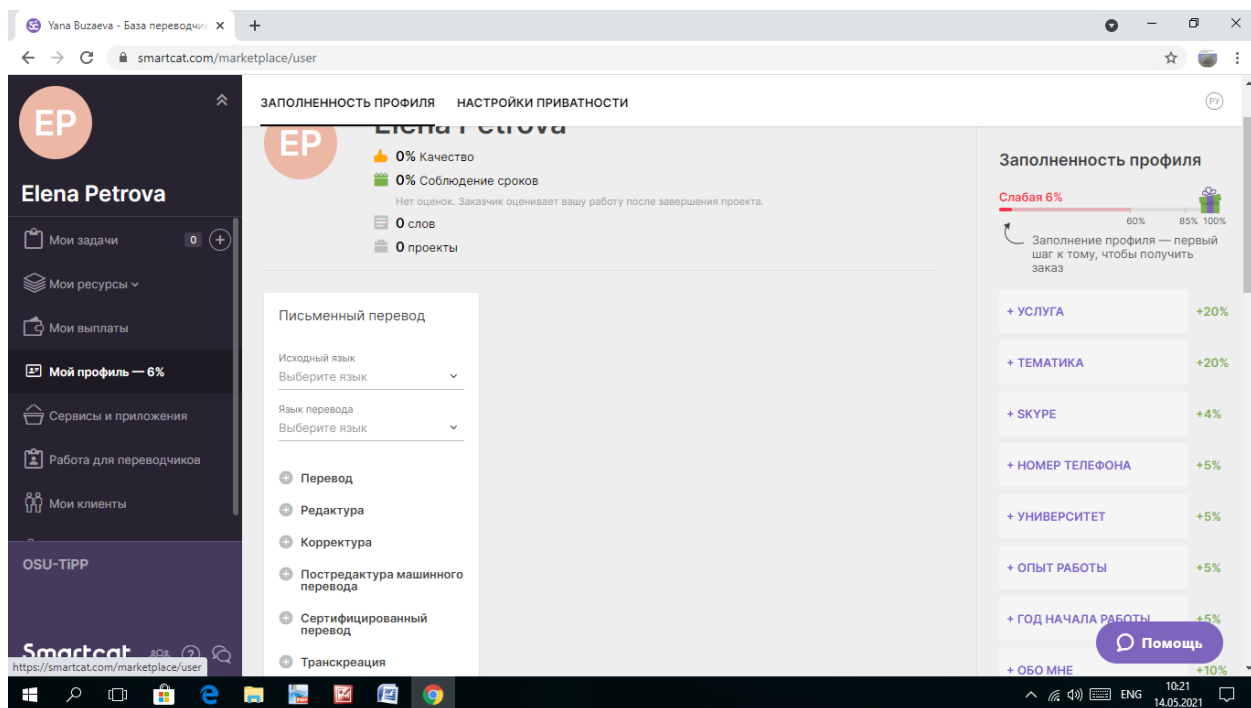 Yana Buzaeva - База переводчик
smartcat.com/marketplace/user
EP
Elena Petrova
Мои задачи 0
Мои ресурсы
Мои выплаты
Мой профиль — 6%
Сервисы и приложения
Работа для переводчиков
Мои клиенты
OSU-TiPP
Smartcat
https://smartcat.com/marketplace/user
ЗАПОЛНЕННОСТЬ ПРОФИЛЯ НАСТРОЙКИ ПРИВАТНОСТИ
РУ
EP
Elena Petrova
0% Качество
0% Соблюдение сроков
Нет оценок. Заказчик оценивает вашу работу после завершения проекта.
0 слов
0 проекты
Письменный перевод
Исходный язык
Выберите язык
Язык перевода
Выберите язык
Перевод
Редактура
Корректура
Постредактура машинного
перевода
Сертифицированный
перевод
Транскреация
Заполненность профиля
Слабая 6%
60% 85% 100%
Заполнение профиля — первый
шаг к тому, чтобы получить
заказ
+ УСЛУГА +20%
+ ТЕМАТИКА +20%
+ SKYPE +4%
+ НОМЕР ТЕЛЕФОНА +5%
+ УНИВЕРСИТЕТ +5%
+ ОПЫТ РАБОТЫ +5%
+ ГОД НАЧАЛА РАБОТЫ +5%
Помощь
+ ОБО МНЕ +10%
ENG
10:21
14.05.2021